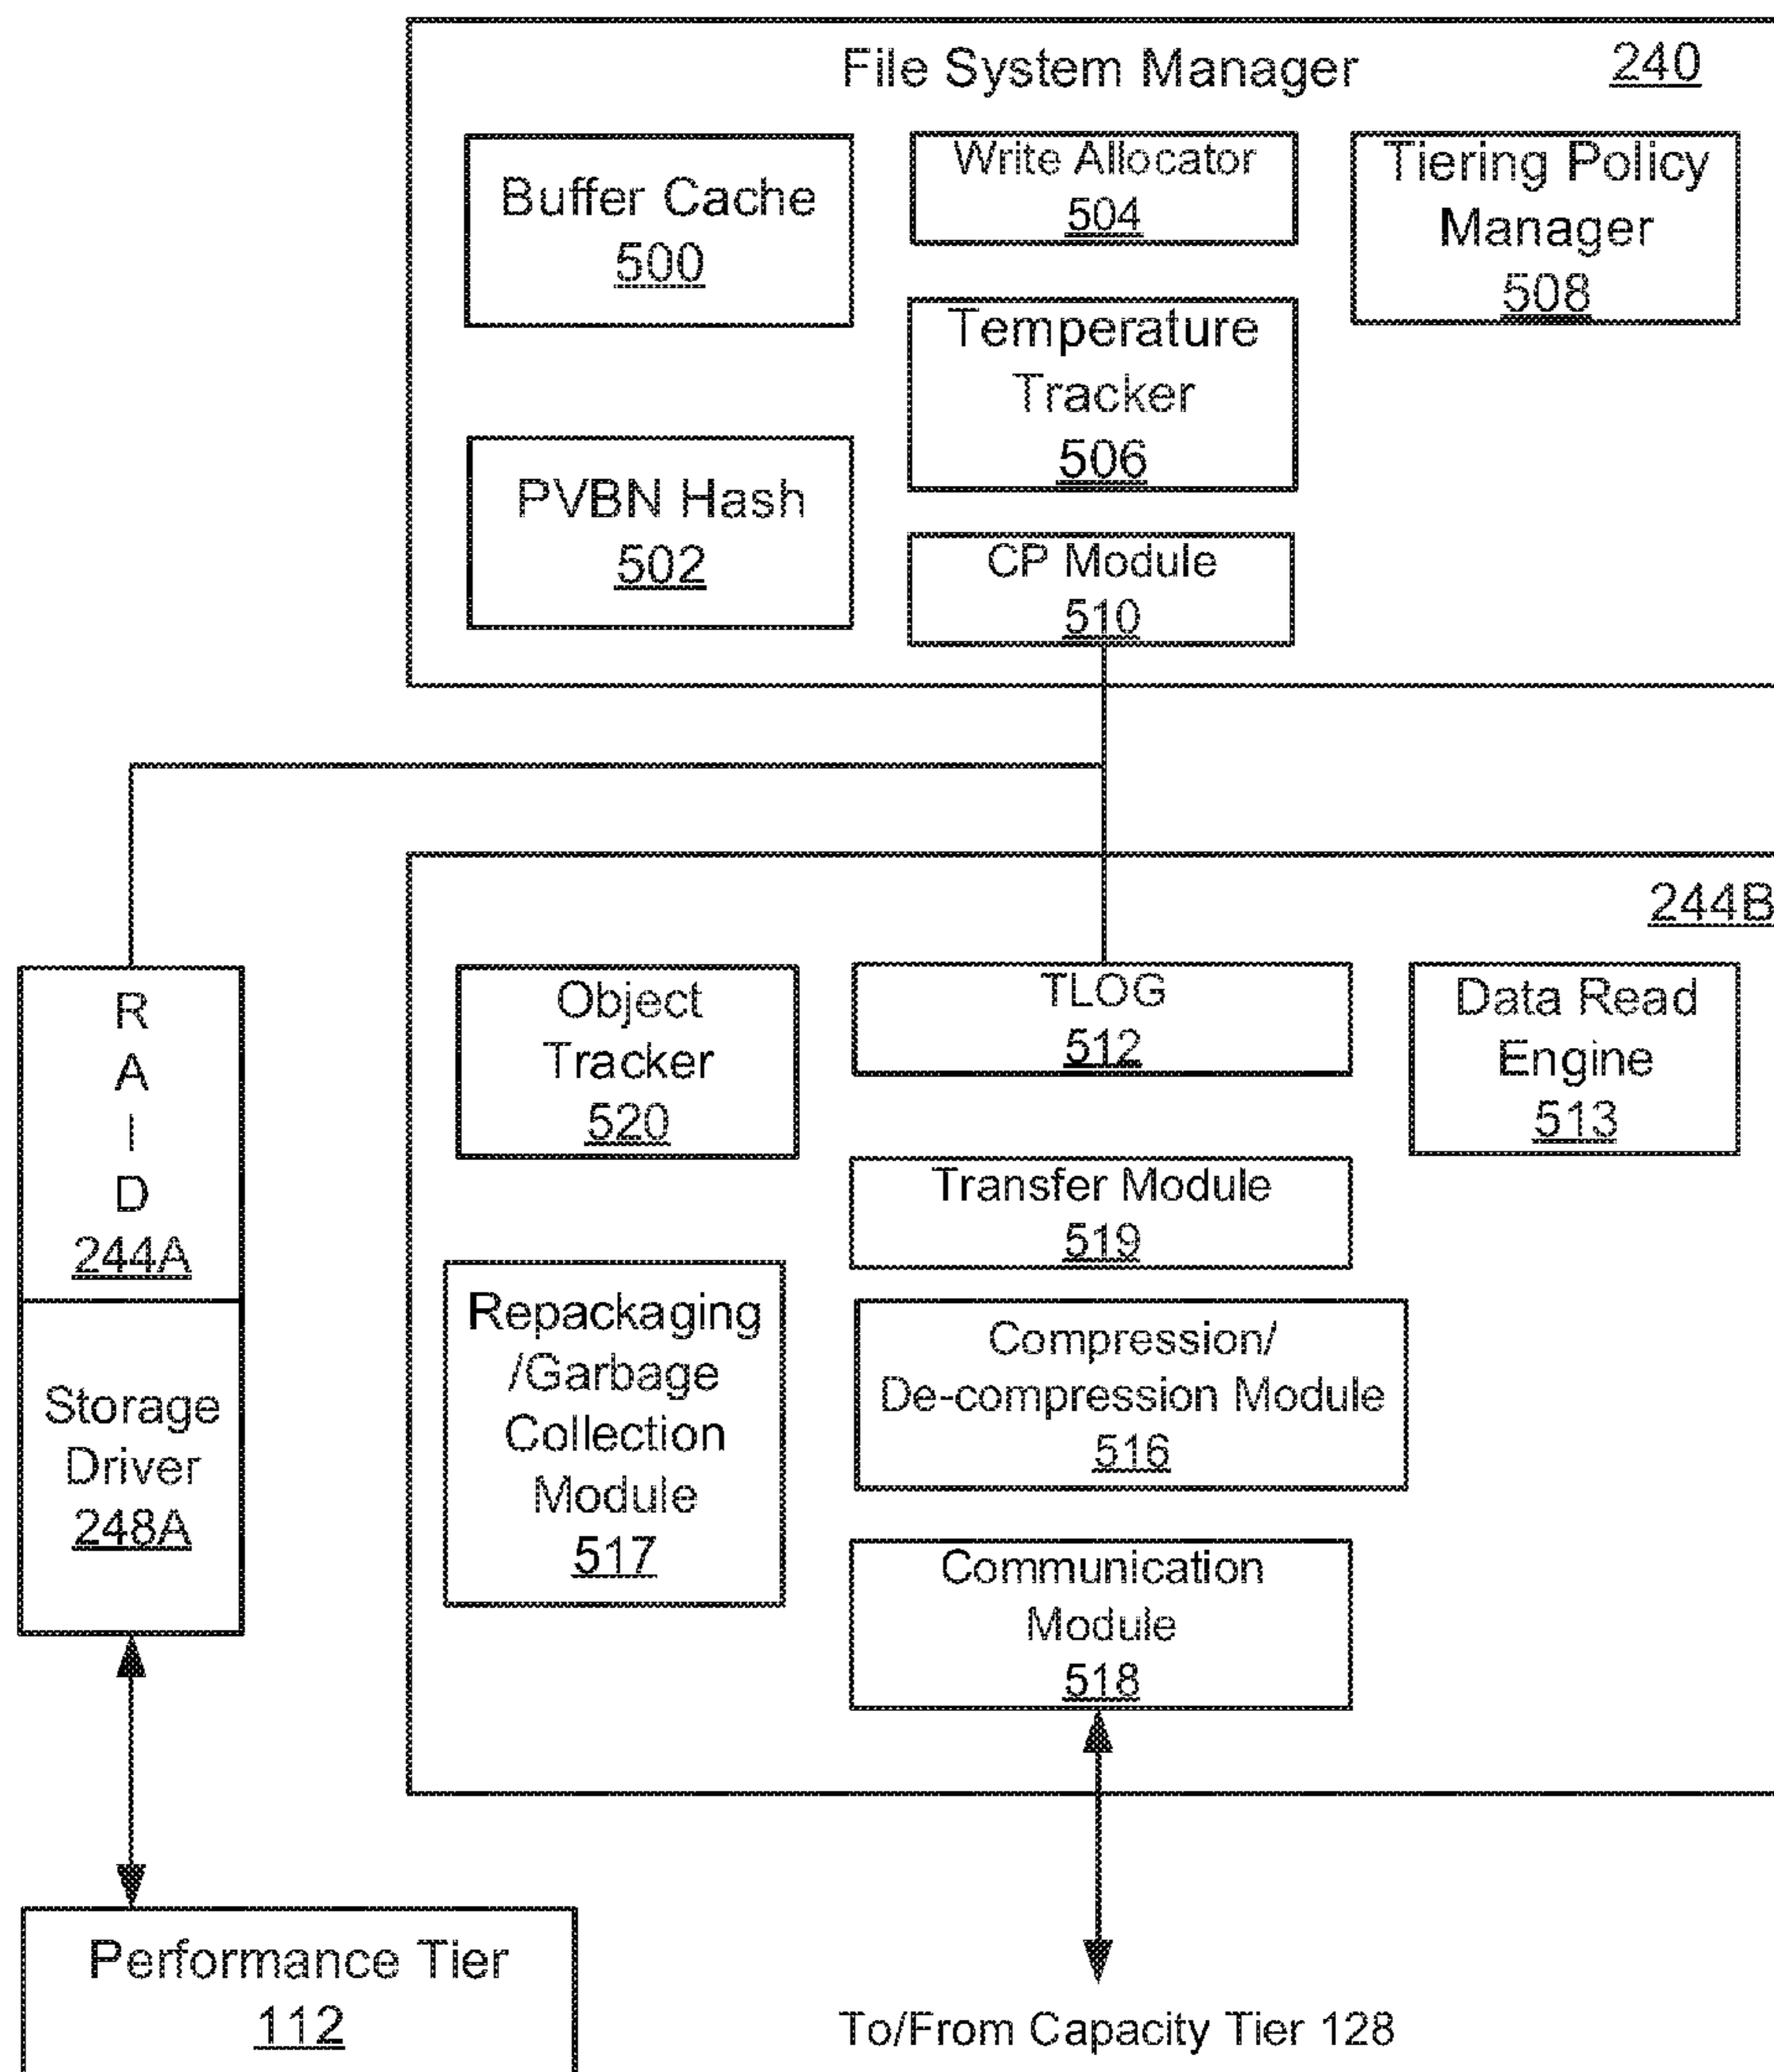 File System Manager 240
Buffer Cache
500
Write Allocator
504
Tiering Policy
Manager
508
Temperature
Tracker
506
PVBN Hash
502
CP Module
510
244B
R
A
I
D
244A
Storage
Driver
248A
Object
Tracker
520
TLOG
512
Data Read
Engine
513
Transfer Module
519
Repackaging
/Garbage
Collection
Module
517
Compression/
De-compression Module
516
Communication
Module
518
Performance Tier
112
To/From Capacity Tier 128